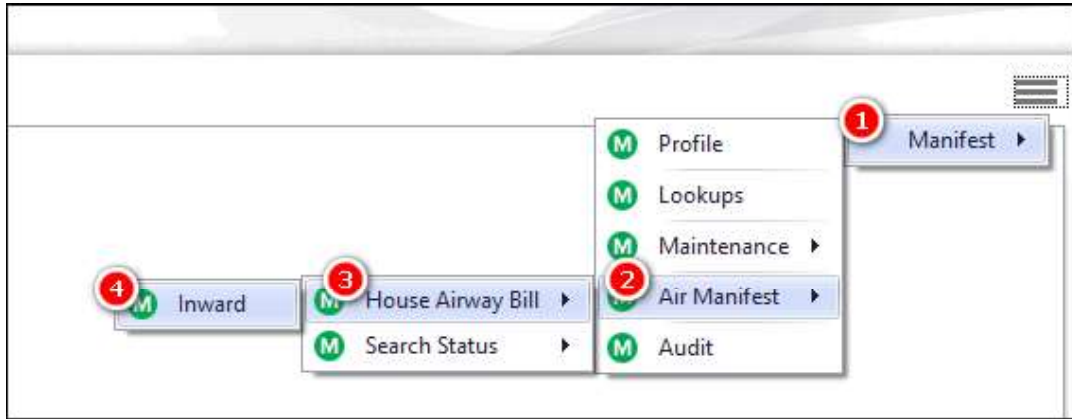 1 Manifest
M Profile
M Lookups
M Maintenance
2 M Air Manifest
M Audit
3 M House Airway Bill
M Search Status
4 M Inward